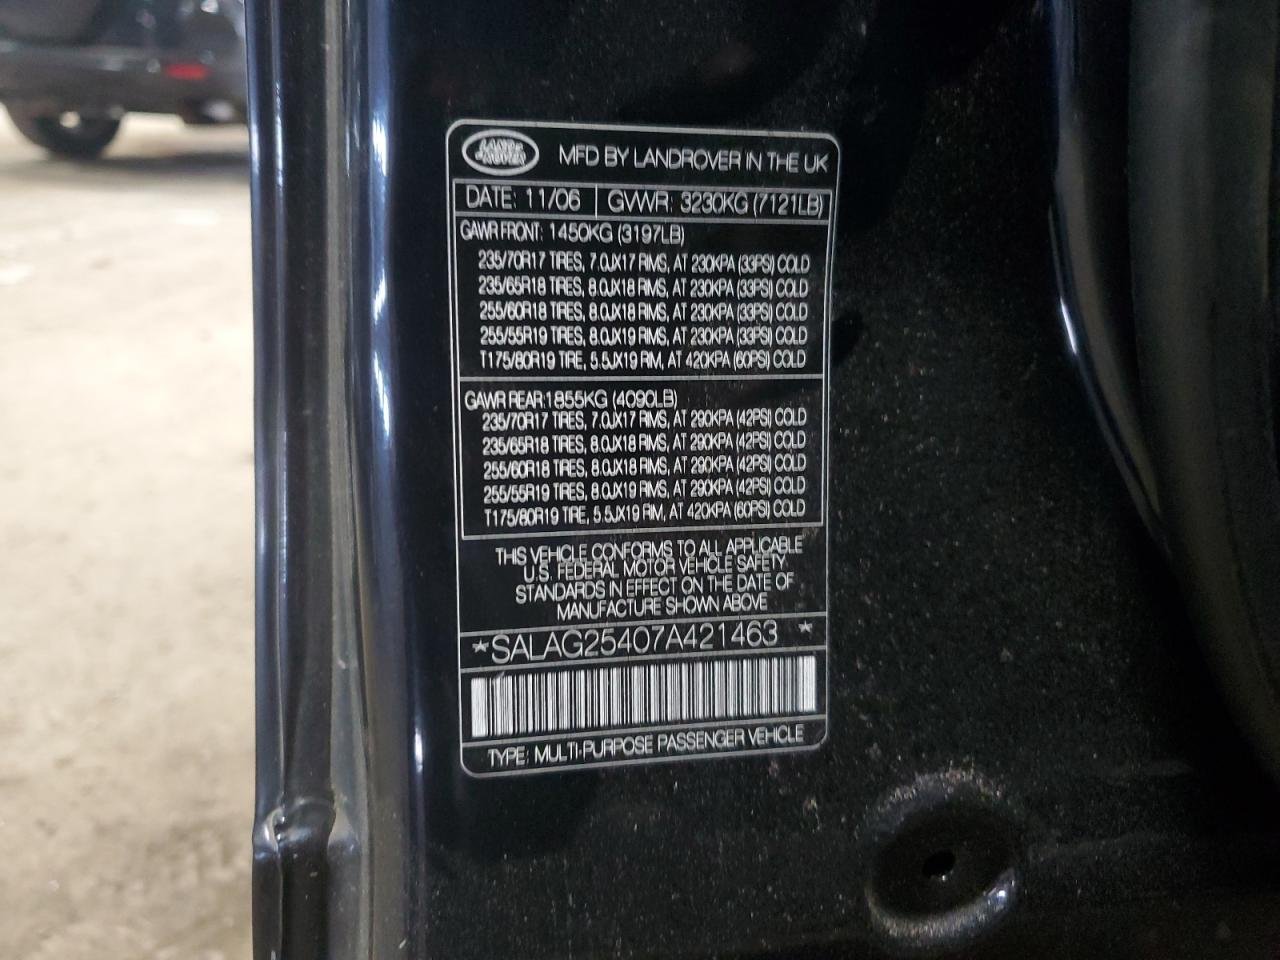 LAND ROVER
MFD BY LANDROVER IN THE UK
DATE: 11/06 GVWR: 3230KG (7121LB)
GAWR FRONT: 1450KG (3197LB)
235/70R17 TIRES, 7.0JX17 RIMS, AT 230KPA (33PSI) COLD
235/65R18 TIRES, 8.0JX18 RIMS, AT 230KPA (33PSI) COLD
255/60R18 TIRES, 8.0JX18 RIMS, AT 230KPA (33PSI) COLD
255/55R19 TIRES, 8.0JX19 RIMS, AT 230KPA (33PSI) COLD
T175/80R19 TIRE, 5.5JX19 RIM, AT 420KPA (60PSI) COLD
GAWR REAR: 1855KG (4090LB)
235/70R17 TIRES, 7.0JX17 RIMS, AT 290KPA (42PSI) COLD
235/65R18 TIRES, 8.0JX18 RIMS, AT 290KPA (42PSI) COLD
255/60R18 TIRES, 8.0JX18 RIMS, AT 290KPA (42PSI) COLD
255/55R19 TIRES, 8.0JX19 RIMS, AT 290KPA (42PSI) COLD
T175/80R19 TIRE, 5.5JX19 RIM, AT 420KPA (60PSI) COLD
THIS VEHICLE CONFORMS TO ALL APPLICABLE
U.S. FEDERAL MOTOR VEHICLE SAFETY
STANDARDS IN EFFECT ON THE DATE OF
MANUFACTURE SHOWN ABOVE
*SALAG25407A421463 *
TYPE: MULTI-PURPOSE PASSENGER VEHICLE